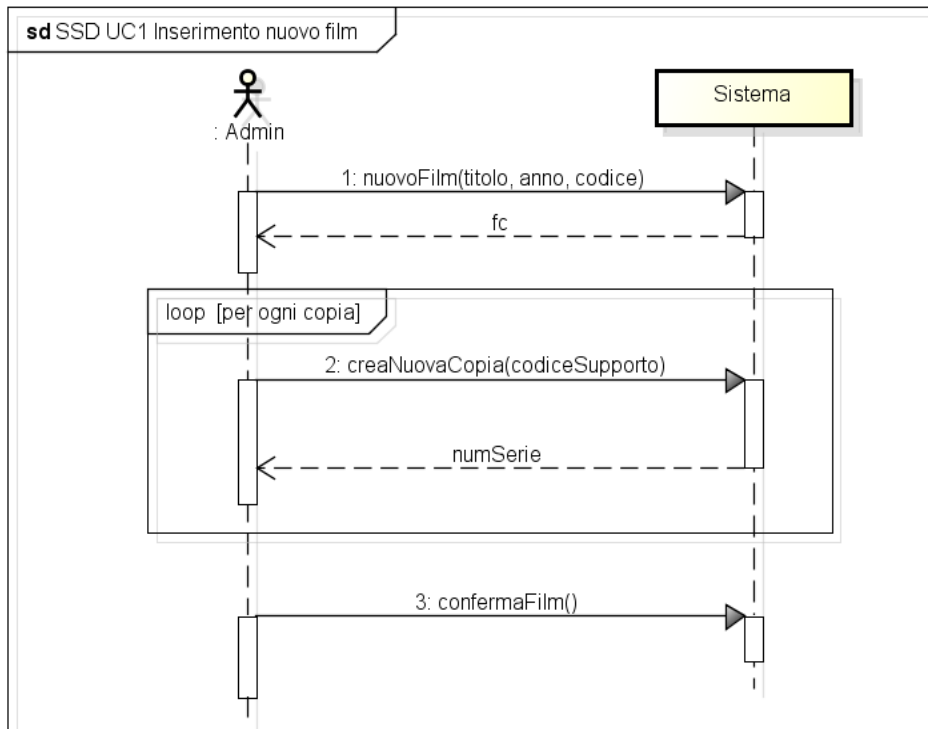 sd SSD UC1 Inserimento nuovo film
: Admin
Sistema
1: nuovoFilm(titolo, anno, codice)
fc
loop [per ogni copia]
2: creaNuovaCopia(codiceSupporto)
numSerie
3: confermaFilm()